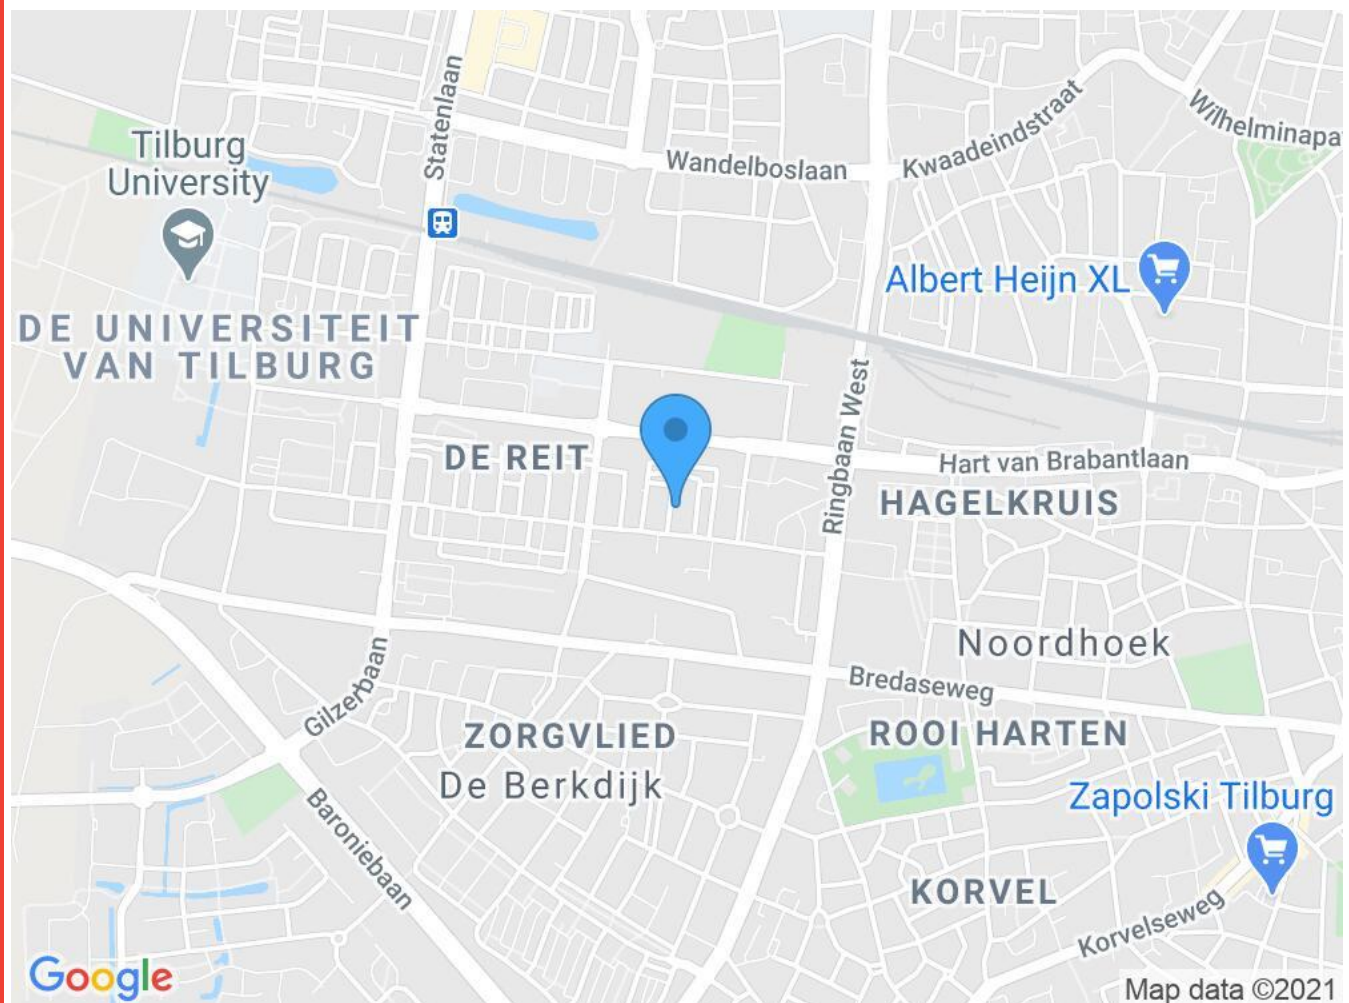 Statenlaan
Tilburg
University
Wandelboslaan
Kwaadeindstraat
Wilhelminapa
Albert Heijn XL
DE UNIVERSITEIT
VAN TILBURG
Ringbaan West
DE REIT
Hart van Brabantlaan
HAGELKRUIS
Noordhoek
Bredaseweg
Gilzerbaan
ZORGVLIED
De Berkdijk
ROOI HARTEN
Zapolski Tilburg
Baroniebaan
KORVEL
Korvelseweg
Google
Map data ©2021